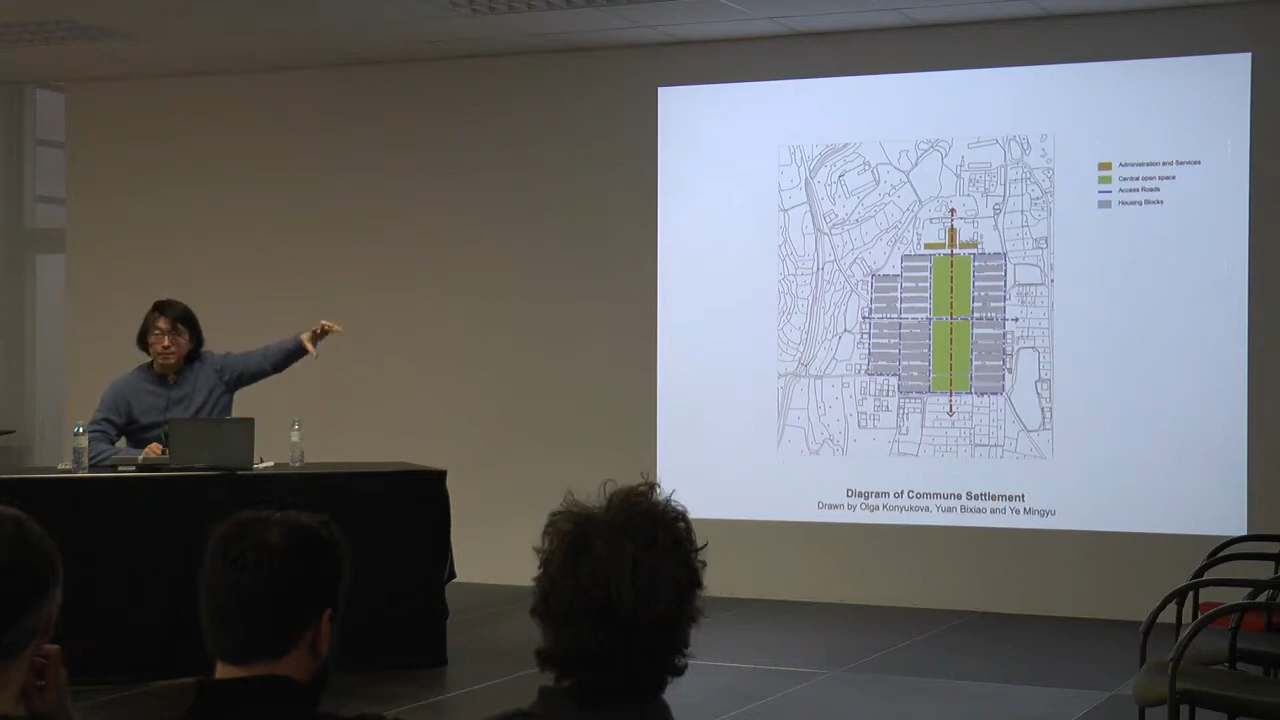 Administration and Services
Central open space
Access Roads
Housing Blocks
Diagram of Commune Settlement
Drawn by Olga Konyukova, Yuan Bixiao and Ye Mingyu